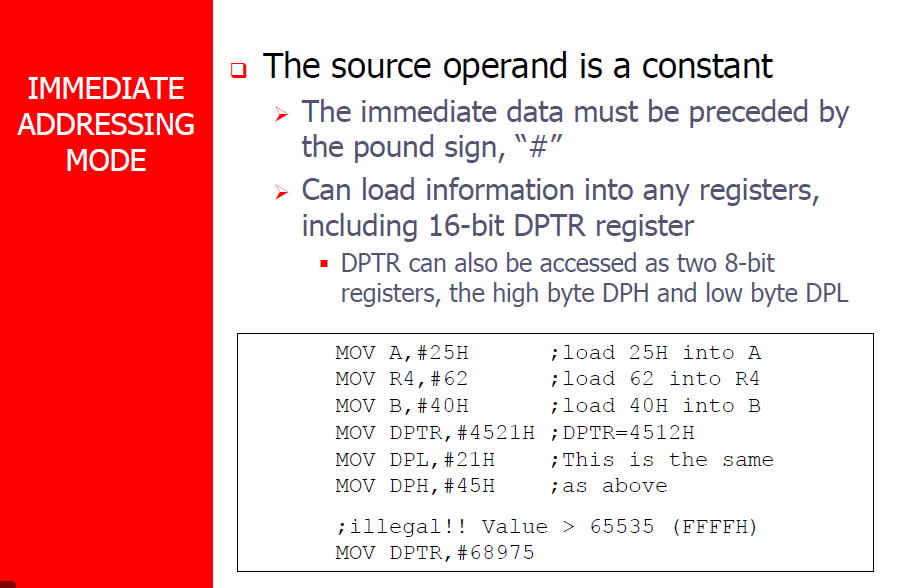 IMMEDIATE
ADDRESSING
MODE
The source operand is a constant
The immediate data must be preceded by
the pound sign, “#”
Can load information into any registers,
including 16-bit DPTR register
DPTR can also be accessed as two 8-bit
registers, the high byte DPH and low byte DPL
MOV A,#25H ;load 25H into A
MOV R4,#62 ;load 62 into R4
MOV B,#40H ;load 40H into B
MOV DPTR,#4521H ;DPTR=4512H
MOV DPL,#21H ;This is the same
MOV DPH,#45H ;as above
;illegal!! Value > 65535 (FFFFH)
MOV DPTR,#68975